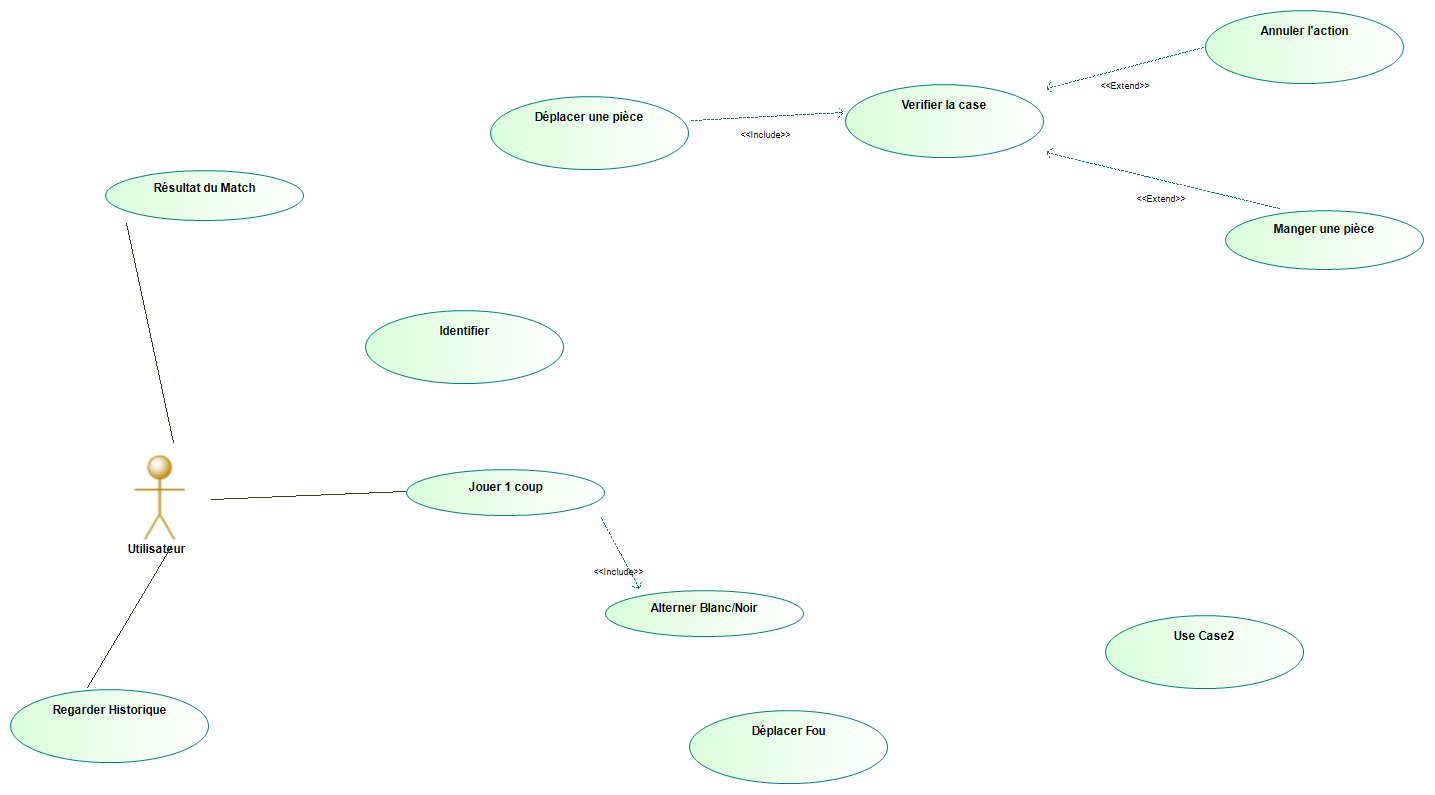 Annuler l'action
<<Extend>>
Verifier la case
Déplacer une pièce
<<Include>>
Résultat du Match
<<Extend>>
Manger une pièce
Identifier
Jouer 1 coup
Utilisateur
<<Include>>
Alterner Blanc/Noir
Use Case2
Regarder Historique
Déplacer Fou